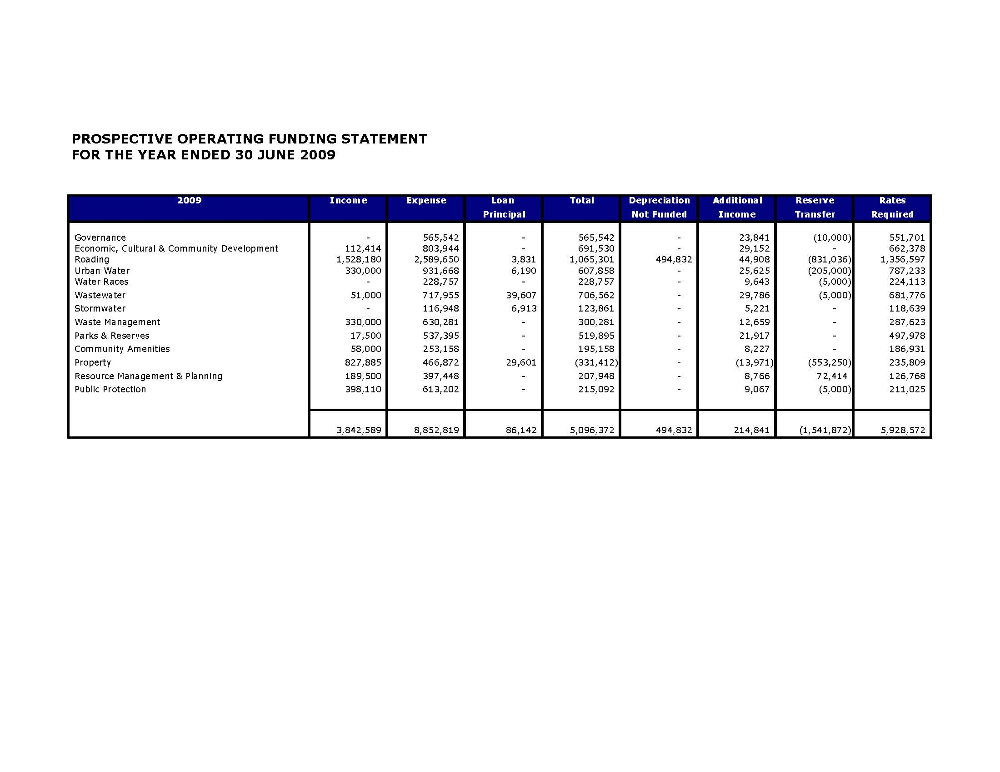 PROSPECTIVE OPERATING FUNDING STATEMENT
FOR THE YEAR ENDED 30 JUNE 2009
2009 Income Expense Loan Total Depreciation Additional Reserve Rates
Principal Not Funded Income Transfer Required
Governance - 565,542 - 565,542 - 23,841 (10,000) 551,701
Economic, Cultural & Community Development 112,414 803,944 - 691,530 - 29,152 - 662,378
Roading 1,528,180 2,589,650 3,831 1,065,301 494,832 44,908 (831,036) 1,356,597
Urban Water 330,000 931,668 6,190 607,858 - 25,625 (205,000) 787,233
Water Races - 228,757 - 228,757 - 9,643 (5,000) 224,113
Wastewater 51,000 717,955 39,607 706,562 - 29,786 (5,000) 681,776
Stormwater - 116,948 6,913 123,861 - 5,221 - 118,639
Waste Management 330,000 630,281 - 300,281 - 12,659 - 287,623
Parks & Reserves 17,500 537,395 - 519,895 - 21,917 - 497,978
Community Amenities 58,000 253,158 - 195,158 - 8,227 - 186,931
Property 827,885 466,872 29,601 (331,412) - (13,971) (553,250) 235,809
Resource Management & Planning 189,500 397,448 - 207,948 - 8,766 72,414 126,768
Public Protection 398,110 613,202 - 215,092 - 9,067 (5,000) 211,025
3,842,589 8,852,819 86,142 5,096,372 494,832 214,841 (1,541,872) 5,928,572